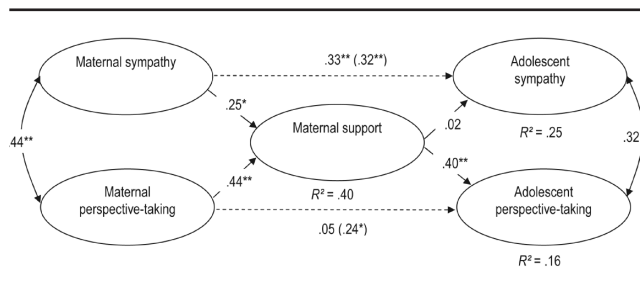 Maternal sympathy
.33** (.32**)
Adolescent
sympathy
.25*
Maternal support
.02
R² = .25
.44**
.32
.44**
.40**
R² = .40
Maternal
perspective-taking
Adolescent
perspective-taking
.05 (.24*)
R² = .16